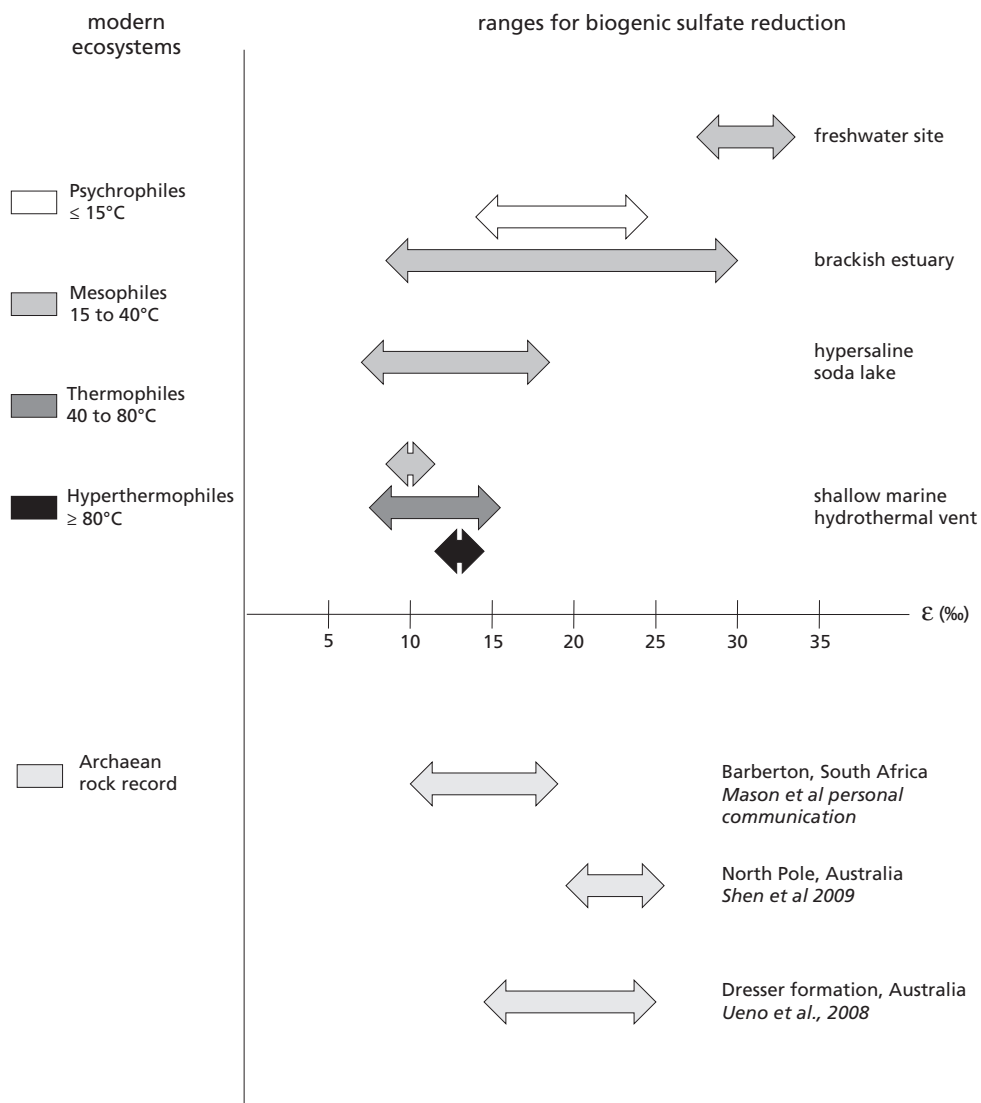 modern
ecosystems
ranges for biogenic sulfate reduction
freshwater site
Psychrophiles
≤ 15°C
brackish estuary
Mesophiles
15 to 40°C
hypersaline
soda lake
Thermophiles
40 to 80°C
Hyperthermophiles
≥ 80°C
shallow marine
hydrothermal vent
ε (‰)
5 10 15 20 25 30 35
Archaean
rock record
Barberton, South Africa
Mason et al personal
communication
North Pole, Australia
Shen et al 2009
Dresser formation, Australia
Ueno et al., 2008